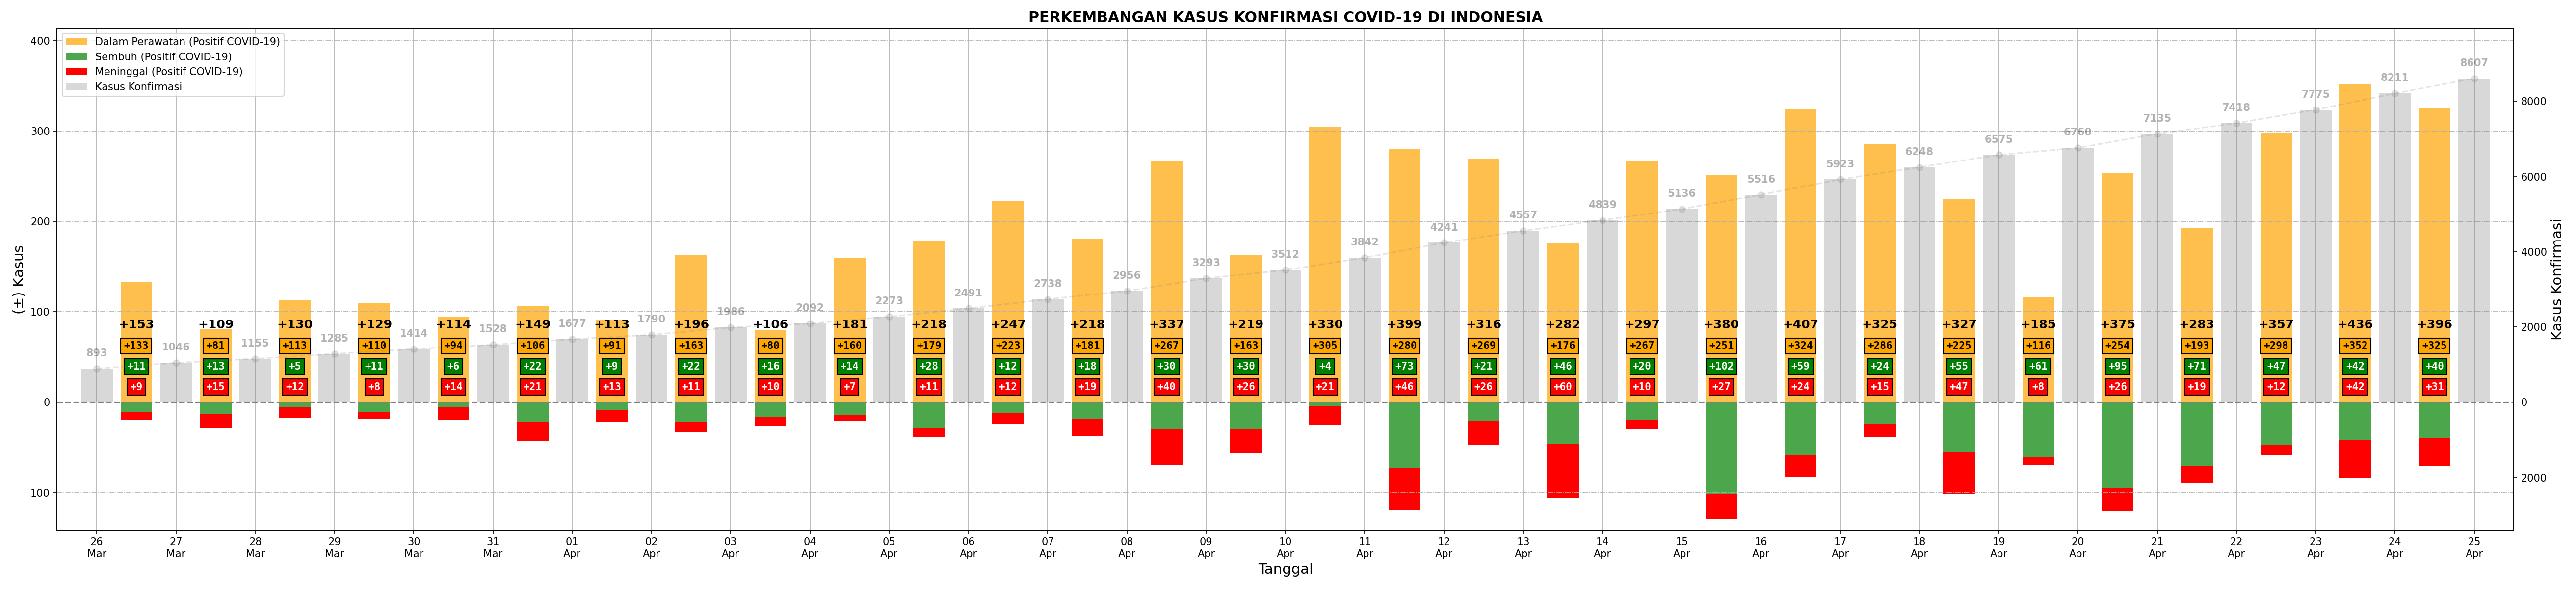 PERKEMBANGAN KASUS KONFIRMASI COVID-19 DI INDONESIA
Dalam Perawatan (Positif COVID-19)
Sembuh (Positif COVID-19)
Meninggal (Positif COVID-19)
Kasus Konfirmasi
(±) Kasus
400
300
200
100
0
100
Kasus Konfirmasi
8000
6000
4000
2000
0
2000
893 1046 1155 1285 1414 1528 1677 1790 1986 2092 2273 2491 2738 2956 3293 3512 3842 4241 4557 4839 5136 5516 5923 6248 6575 6760 7135 7418 7775 8211 8607
+153 +109 +130 +129 +114 +149 +113 +196 +106 +181 +218 +247 +218 +337 +219 +330 +399 +316 +282 +297 +380 +407 +325 +327 +185 +375 +283 +357 +436 +396
+133 +81 +113 +110 +94 +106 +91 +163 +80 +160 +179 +223 +181 +267 +163 +305 +280 +269 +176 +267 +251 +324 +286 +225 +116 +254 +193 +298 +352 +325
+11 +13 +5 +11 +6 +22 +9 +22 +16 +14 +28 +12 +18 +30 +30 +4 +73 +21 +46 +20 +102 +59 +24 +55 +61 +95 +71 +47 +42 +40
+9 +15 +12 +8 +14 +21 +13 +11 +10 +7 +11 +12 +19 +40 +26 +21 +46 +26 +60 +10 +27 +24 +15 +47 +8 +26 +19 +12 +42 +31
26 27 28 29 30 31 01 02 03 04 05 06 07 08 09 10 11 12 13 14 15 16 17 18 19 20 21 22 23 24 25
Mar Mar Mar Mar Mar Mar Apr Apr Apr Apr Apr Apr Apr Apr Apr Apr Apr Apr Apr Apr Apr Apr Apr Apr Apr Apr Apr Apr Apr Apr Apr
Tanggal